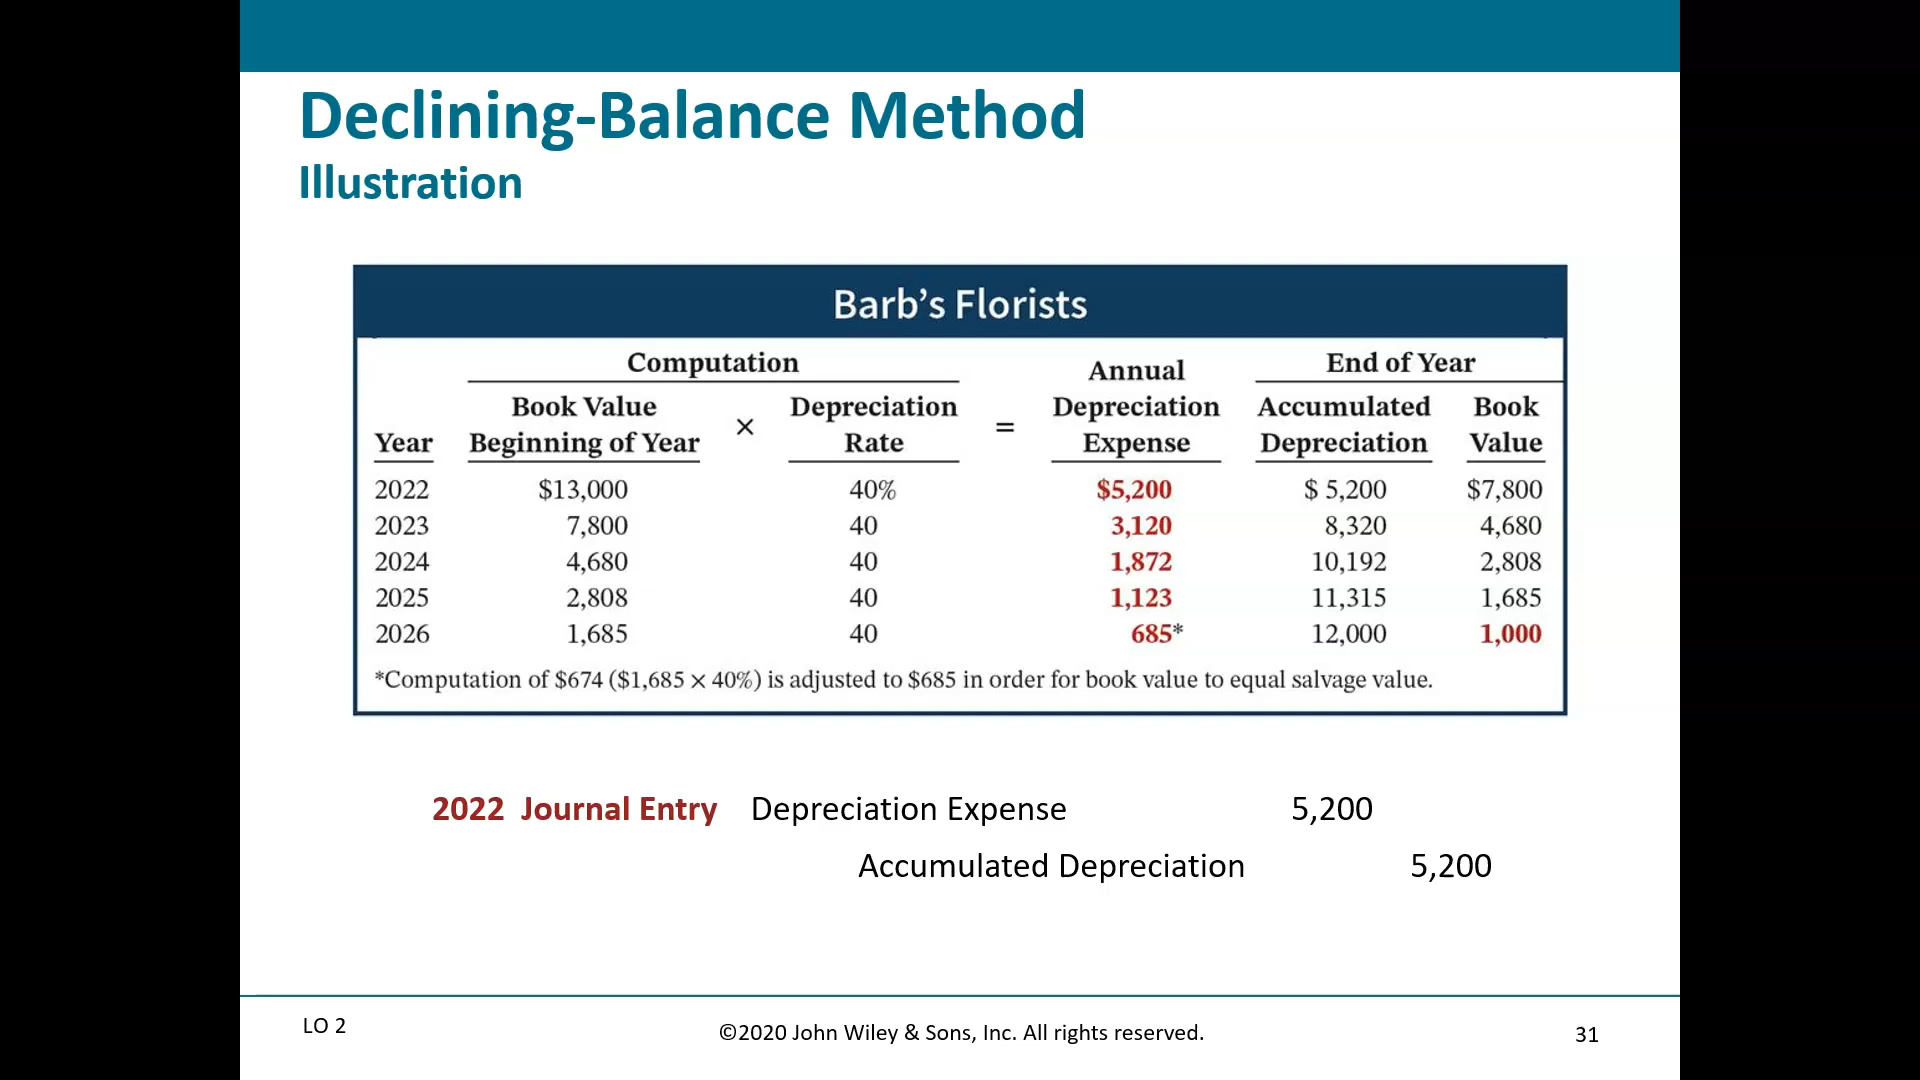 Declining-Balance Method
Illustration
Barb’s Florists
Computation Annual End of Year
Book Value × Depreciation = Depreciation Accumulated Book
Year Beginning of Year Rate Expense Depreciation Value
2022 $13,000 40% $5,200 $ 5,200 $7,800
2023 7,800 40 3,120 8,320 4,680
2024 4,680 40 1,872 10,192 2,808
2025 2,808 40 1,123 11,315 1,685
2026 1,685 40 685* 12,000 1,000
*Computation of $674 ($1,685 × 40%) is adjusted to $685 in order for book value to equal salvage value.
2022 Journal Entry Depreciation Expense 5,200
Accumulated Depreciation 5,200
LO 2 ©2020 John Wiley & Sons, Inc. All rights reserved. 31